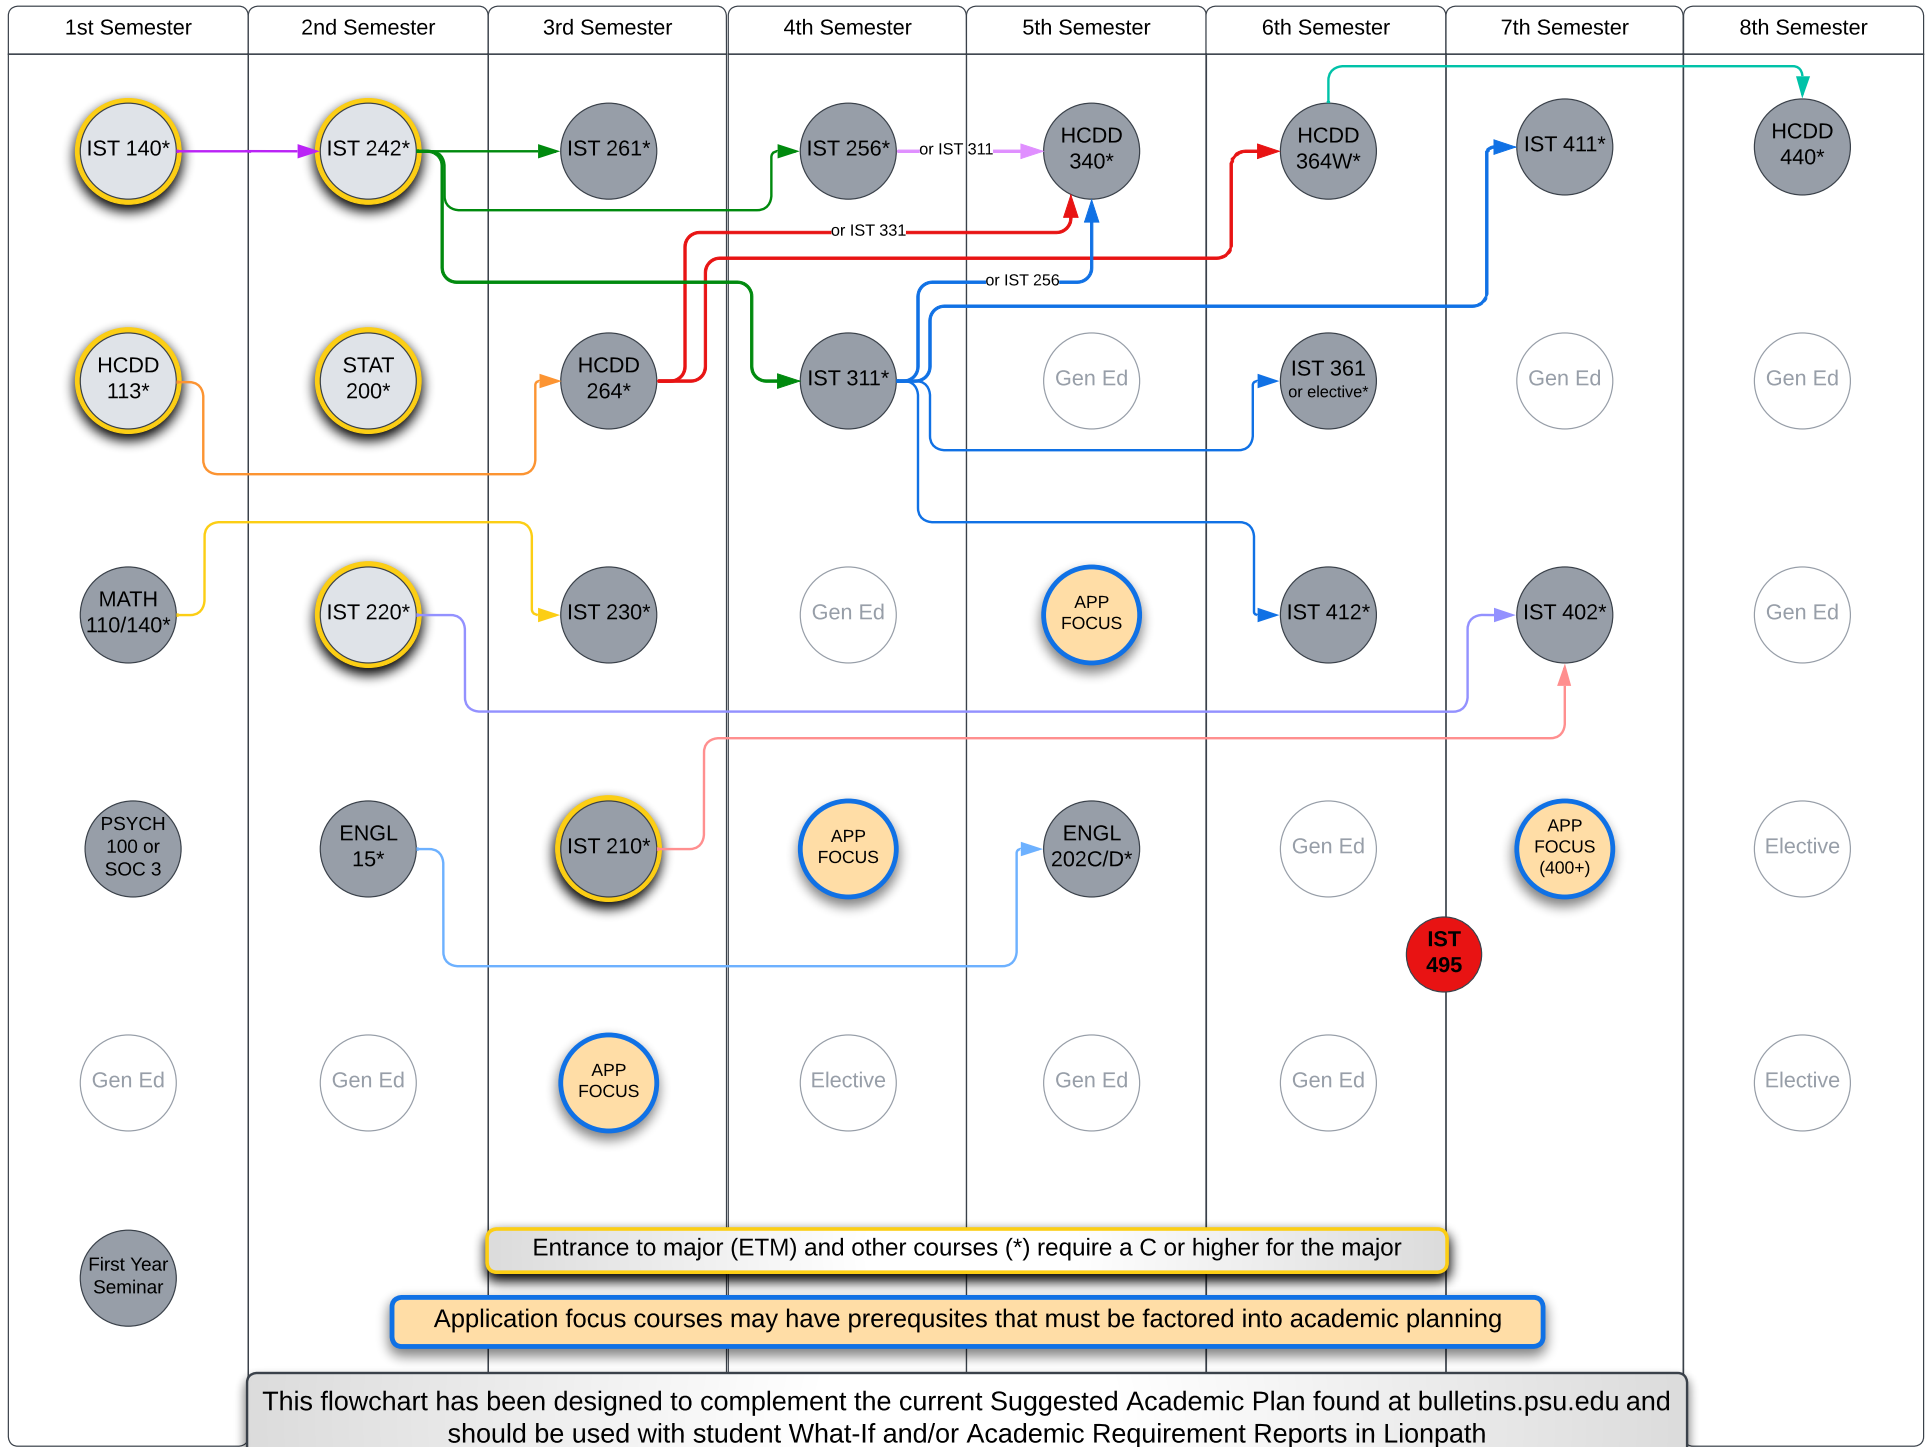 1st Semester
2nd Semester
3rd Semester
4th Semester
5th Semester
6th Semester
7th Semester
8th Semester
IST 140*
IST 242*
IST 261*
IST 256*
or IST 311
HCDD
340*
HCDD
364W*
IST 411*
HCDD
440*
or IST 331
or IST 256
HCDD
113*
STAT
200*
HCDD
264*
IST 311*
Gen Ed
IST 361
or elective*
Gen Ed
Gen Ed
MATH
110/140*
IST 220*
IST 230*
Gen Ed
APP
FOCUS
IST 412*
IST 402*
Gen Ed
PSYCH
100 or
SOC 3
ENGL
15*
IST 210*
APP
FOCUS
ENGL
202C/D*
Gen Ed
APP
FOCUS
(400+)
Elective
IST
495
Gen Ed
Gen Ed
APP
FOCUS
Elective
Gen Ed
Gen Ed
Elective
First Year
Seminar
Entrance to major (ETM) and other courses (*) require a C or higher for the major
Application focus courses may have prerequsites that must be factored into academic planning
This flowchart has been designed to complement the current Suggested Academic Plan found at bulletins.psu.edu and
should be used with student What-If and/or Academic Requirement Reports in Lionpath